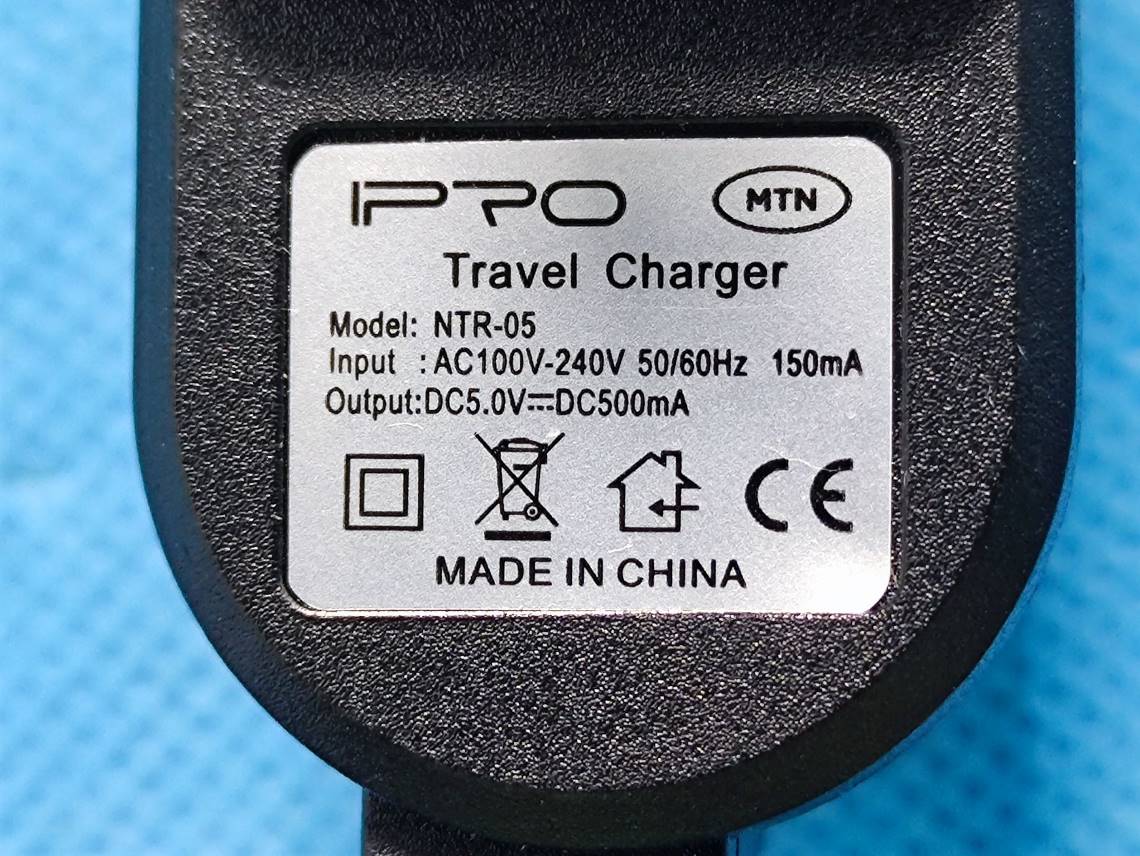 IPRO MTN
Travel Charger
Model: NTR-05
Input :AC100V-240V 50/60Hz 150mA
Output:DC5.0V⎓DC500mA
CE
MADE IN CHINA